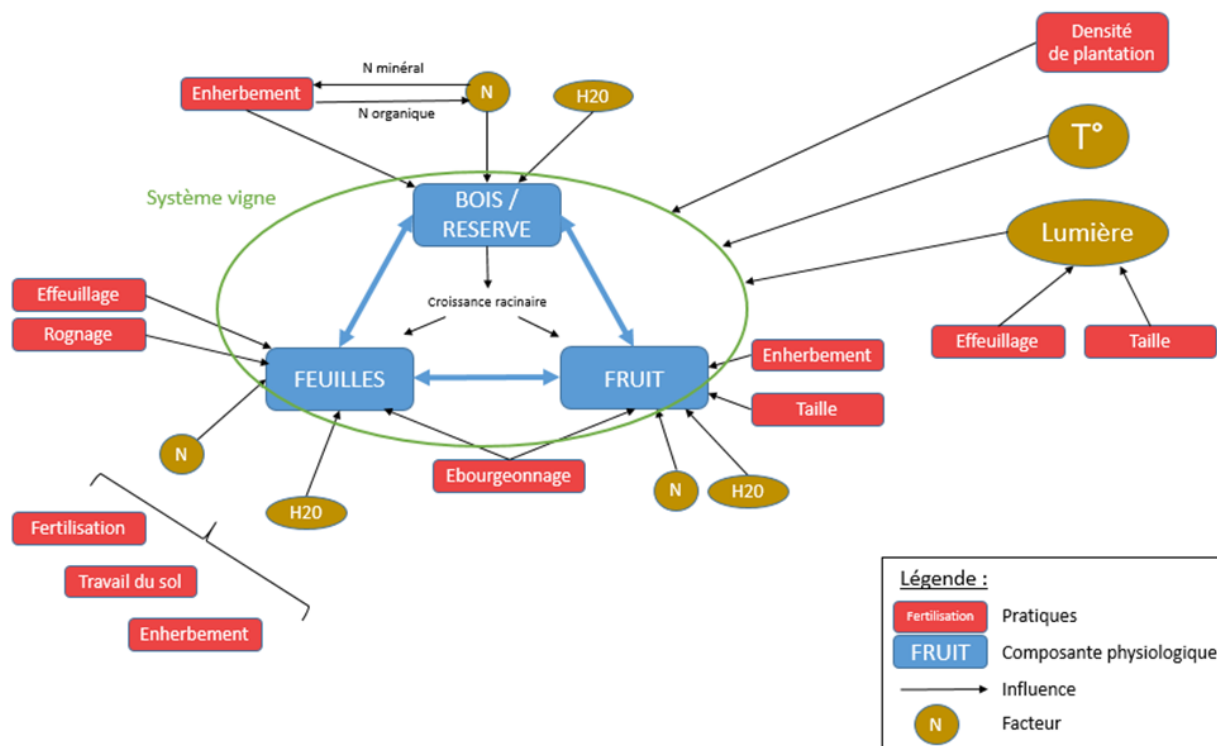 Densité
de plantation
N minéral
Enherbement
N
H20
N organique
T°
Système vigne
BOIS /
RESERVE
Lumière
Effeuillage
Croissance racinaire
Rognage
Effeuillage
Taille
Enherbement
FEUILLES
FRUIT
Taille
N
Ebourgeonnage
N
H20
H20
Fertilisation
Travail du sol
Enherbement
Légende :
Fertilisation
Pratiques
FRUIT
Composante physiologique
Influence
N
Facteur